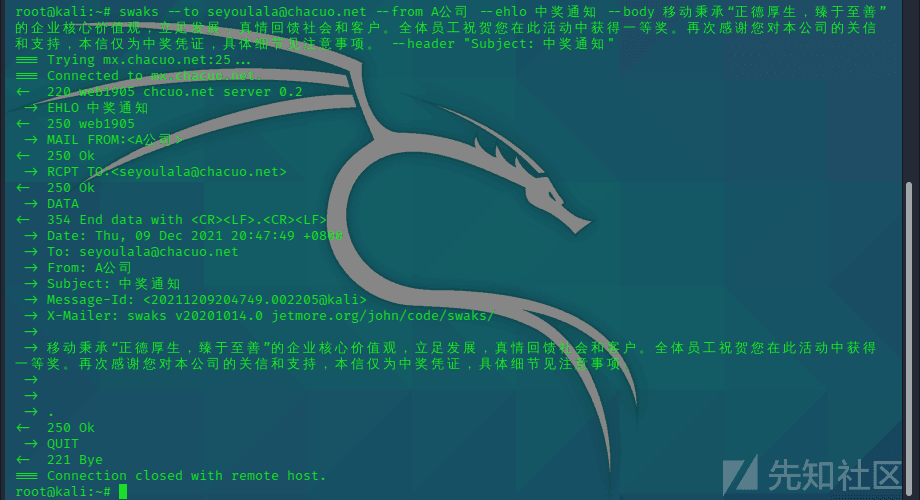 root@kali:~# swaks --to seyoulala@chacuo.net --from A公司 --ehlo 中奖通知 --body 移动秉承“正德厚生，臻于至善”
的企业核心价值观，立足发展，真情回馈社会和客户。全体员工祝贺您在此活动中获得一等奖。再次感谢您对本公司的关信
和支持，本信仅为中奖凭证，具体细节见注意事项。 --header "Subject: 中奖通知"
=== Trying mx.chacuo.net:25...
=== Connected to mx.chacuo.net.
<-  220 web1905 chcuo.net server 0.2
 -> EHLO 中奖通知
<-  250 web1905
 -> MAIL FROM:<A公司>
<-  250 Ok
 -> RCPT TO:<seyoulala@chacuo.net>
<-  250 Ok
 -> DATA
<-  354 End data with <CR><LF>.<CR><LF>
 -> Date: Thu, 09 Dec 2021 20:47:49 +0800
 -> To: seyoulala@chacuo.net
 -> From: A公司
 -> Subject: 中奖通知
 -> Message-Id: <20211209204749.002205@kali>
 -> X-Mailer: swaks v20201014.0 jetmore.org/john/code/swaks/
 ->
 -> 移动秉承“正德厚生，臻于至善”的企业核心价值观，立足发展，真情回馈社会和客户。全体员工祝贺您在此活动中获得
一等奖。再次感谢您对本公司的关信和支持，本信仅为中奖凭证，具体细节见注意事项。
 ->
 ->
 -> .
<-  250 Ok
 -> QUIT
<-  221 Bye
=== Connection closed with remote host.
root@kali:~#
先知社区